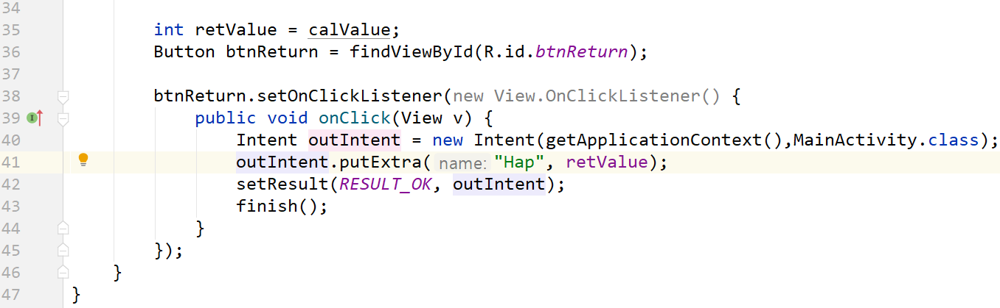 34
35 int retValue = calValue;
36 Button btnReturn = findViewById(R.id.btnReturn);
37
38 btnReturn.setOnClickListener(new View.OnClickListener() {
39 public void onClick(View v) {
40 Intent outIntent = new Intent(getApplicationContext(),MainActivity.class);
41 outIntent.putExtra( name: "Hap", retValue);
42 setResult(RESULT_OK, outIntent);
43 finish();
44 }
45 });
46 }
47 }